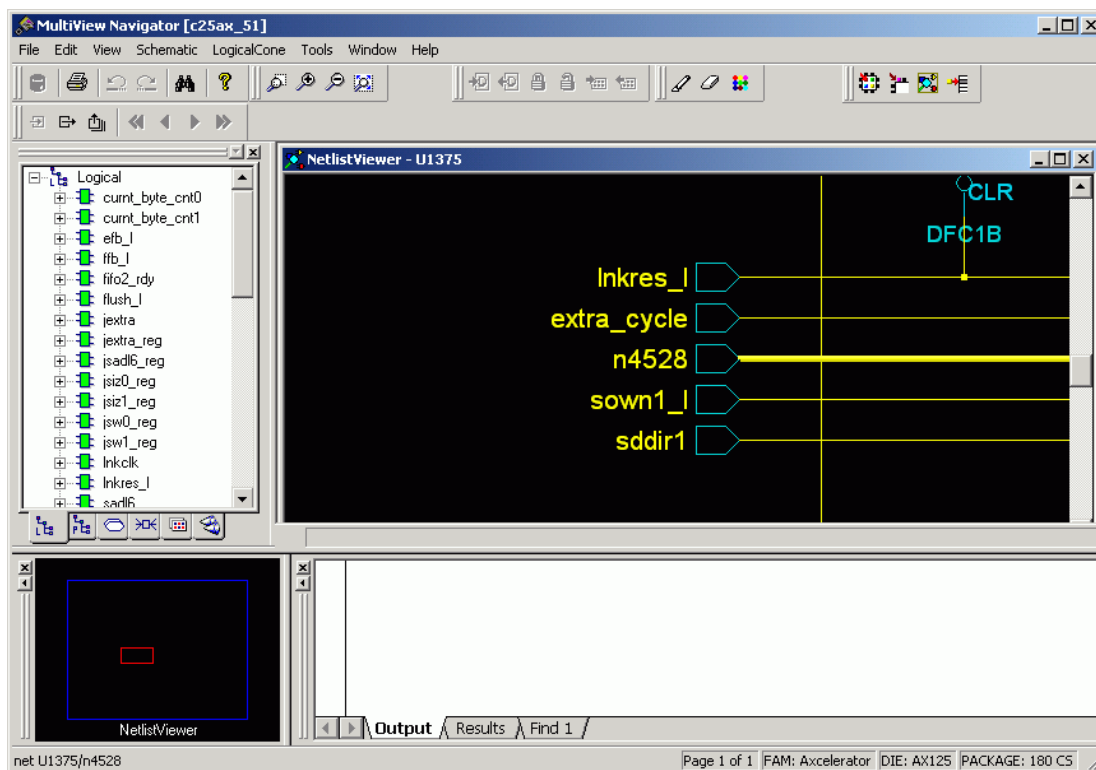 MultiView Navigator [c25ax_51]
File Edit View Schematic LogicalCone Tools Window Help
Logical
curnt_byte_cnt0
curnt_byte_cnt1
efb_l
ffb_l
fifo2_rdy
flush_l
jextra
jextra_reg
jsadl6_reg
jsiz0_reg
jsiz1_reg
jsw0_reg
jsw1_reg
lnkclk
lnkres_l
sadl6
NetlistViewer - U1375
CLR
DFC1B
lnkres_l
extra_cycle
n4528
sown1_l
sddir1
NetlistViewer
Output Results Find 1
net U1375/n4528
Page 1 of 1 FAM: Axcelerator DIE: AX125 PACKAGE: 180 CS